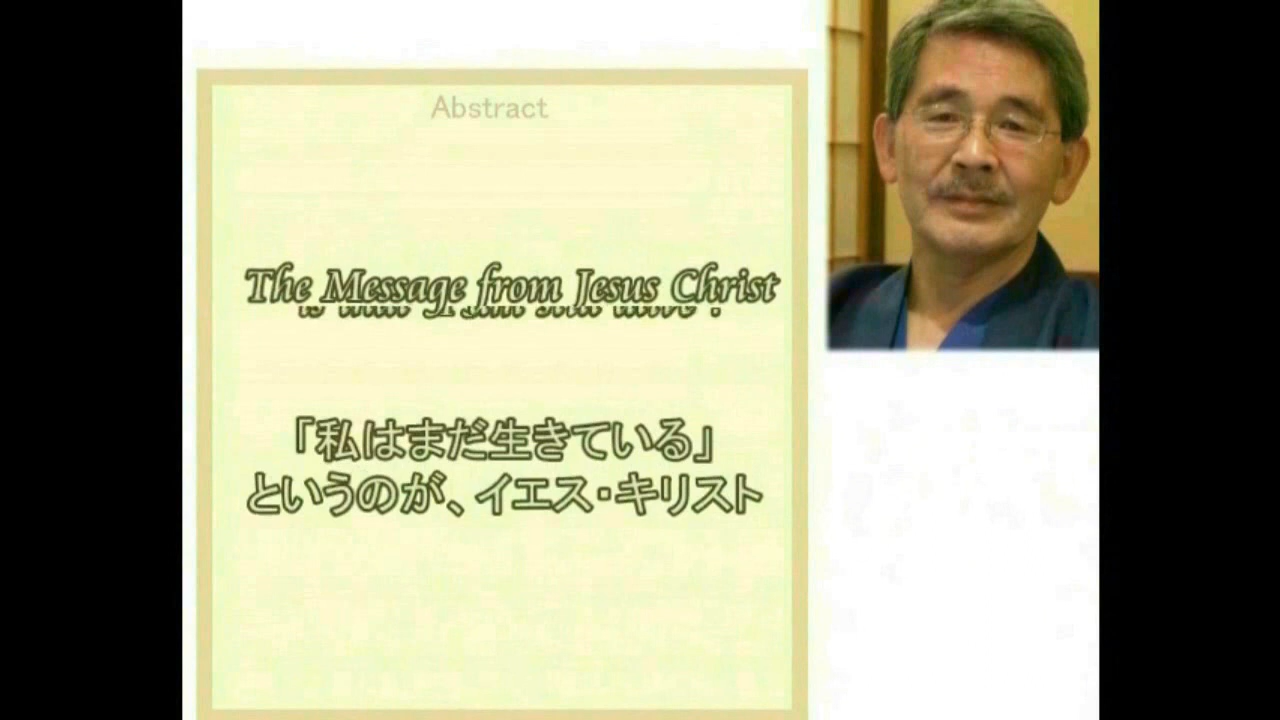 Abstract
The Message from Jesus Christ
「私はまだ生きている」
というのが、イエス・キリスト